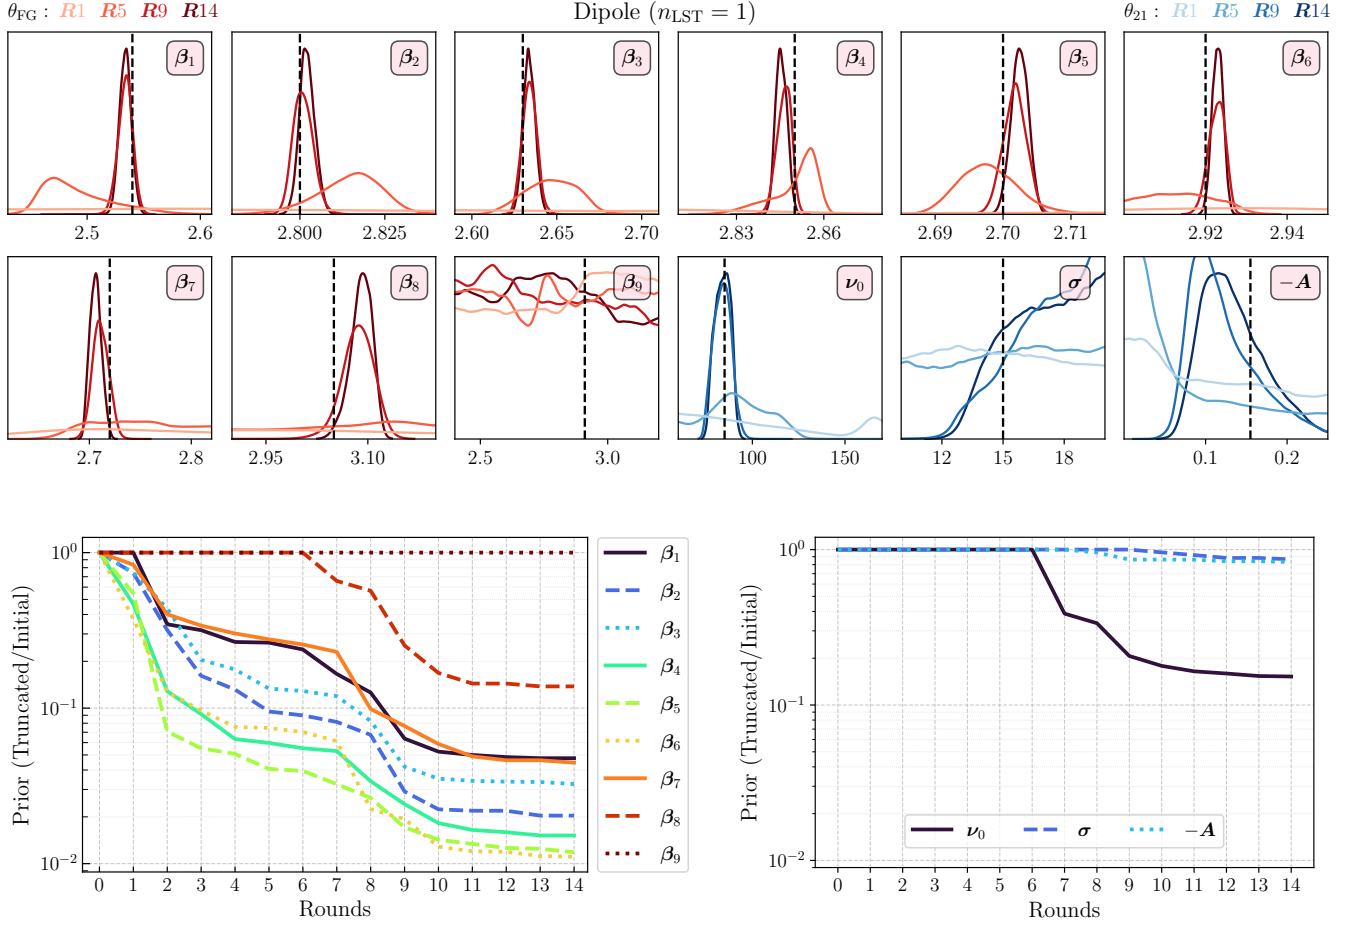 θFG : R1 R5 R9 R14
Dipole (nLST = 1)
θ21 : R1 R5 R9 R14
β1
β2
β3
β4
β5
β6
2.5 2.6
2.800 2.825
2.60 2.65 2.70
2.83 2.86
2.69 2.70 2.71
2.92 2.94
β7
β8
β9
ν0
σ
−A
2.7 2.8
2.95 3.10
2.5 3.0
100 150
12 15 18
0.1 0.2
Prior (Truncated/Initial)
10^0
10^−1
10^−2
0 1 2 3 4 5 6 7 8 9 10 11 12 13 14
Rounds
β1
β2
β3
β4
β5
β6
β7
β8
β9
Prior (Truncated/Initial)
10^0
10^−1
10^−2
ν0 σ −A
0 1 2 3 4 5 6 7 8 9 10 11 12 13 14
Rounds